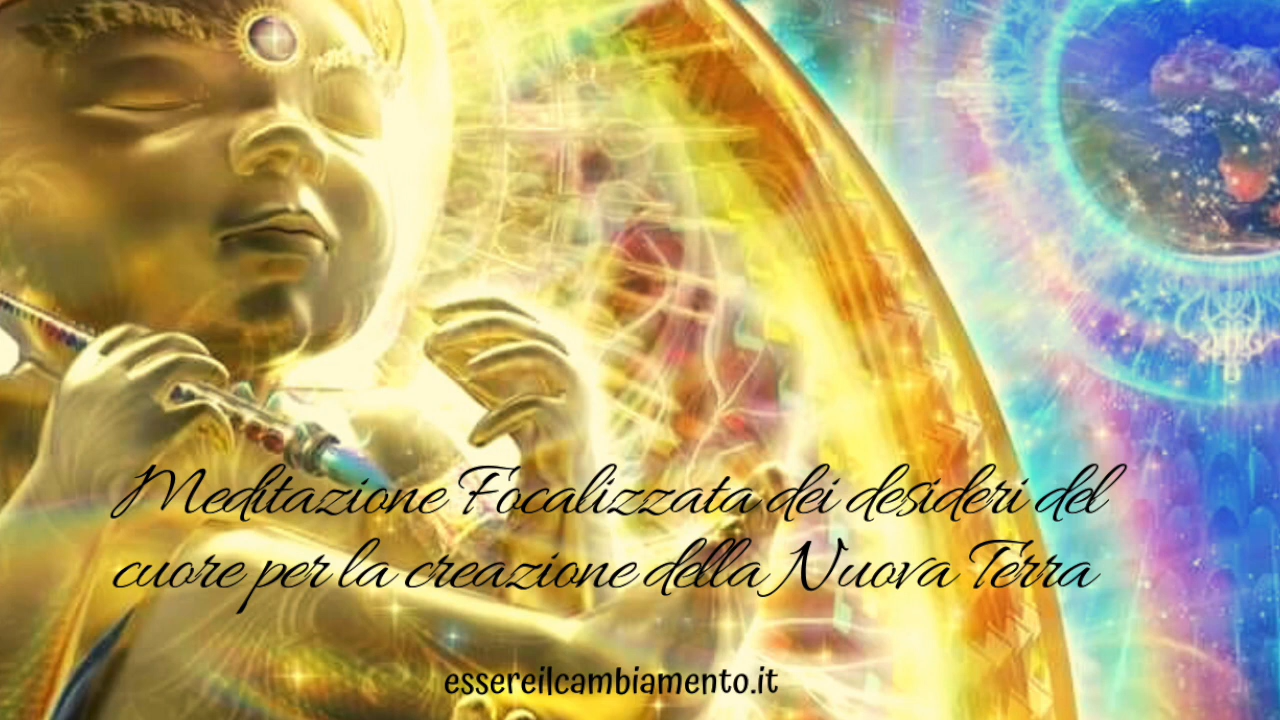 Meditazione Focalizzata dei desideri del
cuore per la creazione della Nuova Terra
essereilcambiamento.it